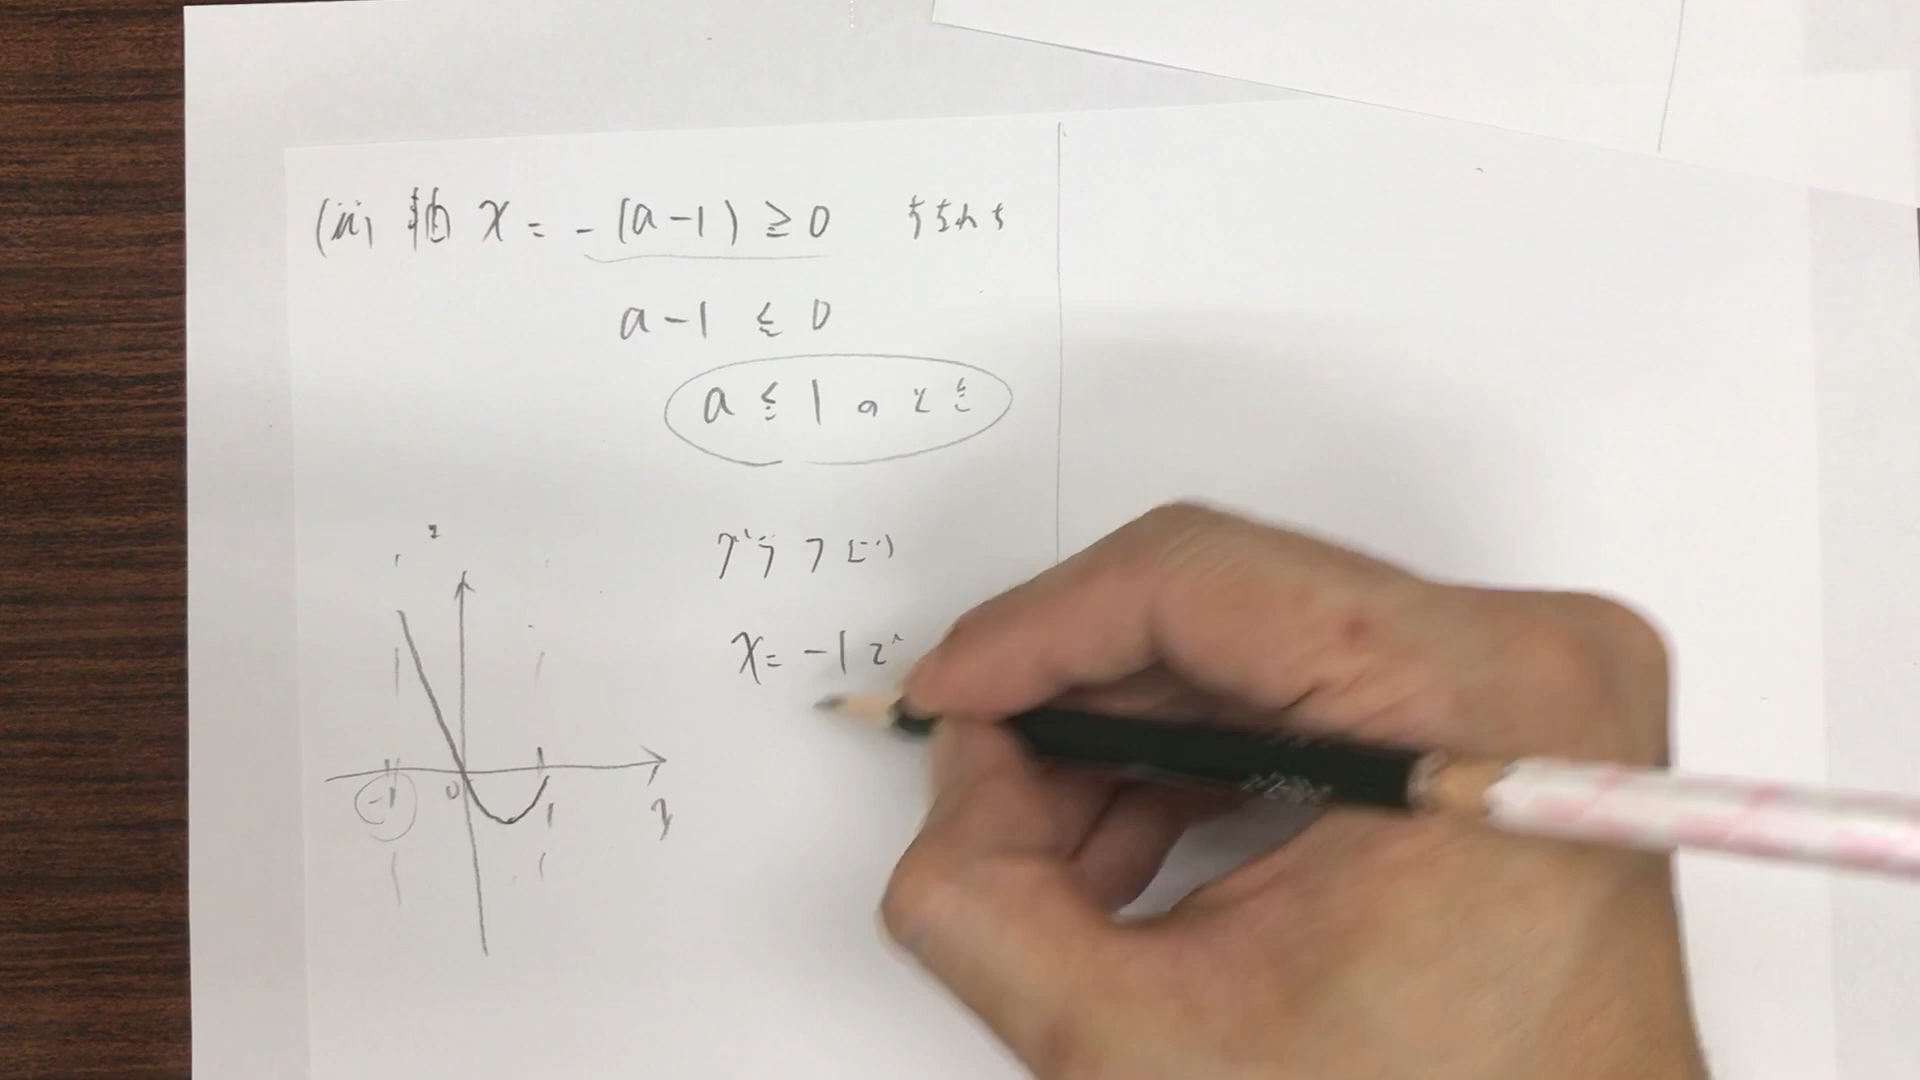 (iii) 軸 x = -(a-1) ≧ 0 すなわち
a-1 ≦ 0
a ≦ 1 のとき
グラフより
x = -1 で
z
-1 0 1
y